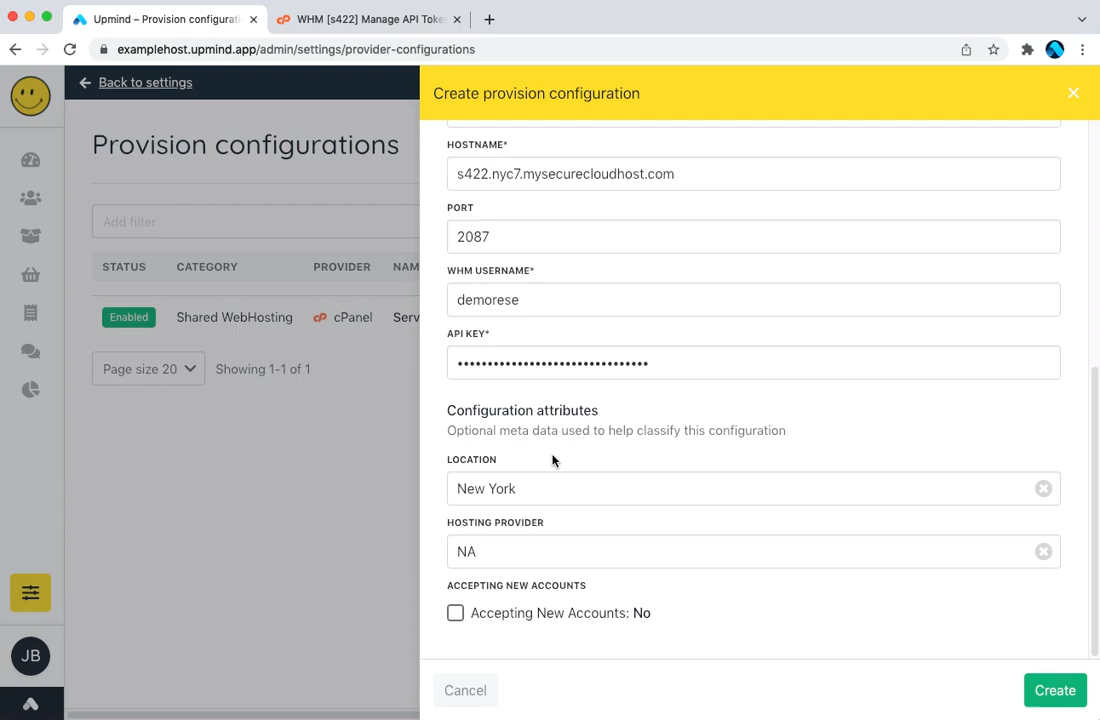 Upmind – Provision configurati
WHM [s422] Manage API Toke
examplehost.upmind.app/admin/settings/provider-configurations
Back to settings
Provision configurations
Add filter
STATUS CATEGORY PROVIDER NAM
Enabled Shared WebHosting cPanel Serv
Page size 20 Showing 1-1 of 1
JB
Create provision configuration
HOSTNAME*
s422.nyc7.mysecurecloudhost.com
PORT
2087
WHM USERNAME*
demorese
API KEY*
••••••••••••••••••••••••••••••••
Configuration attributes
Optional meta data used to help classify this configuration
LOCATION
New York
HOSTING PROVIDER
NA
ACCEPTING NEW ACCOUNTS
Accepting New Accounts: No
Cancel Create